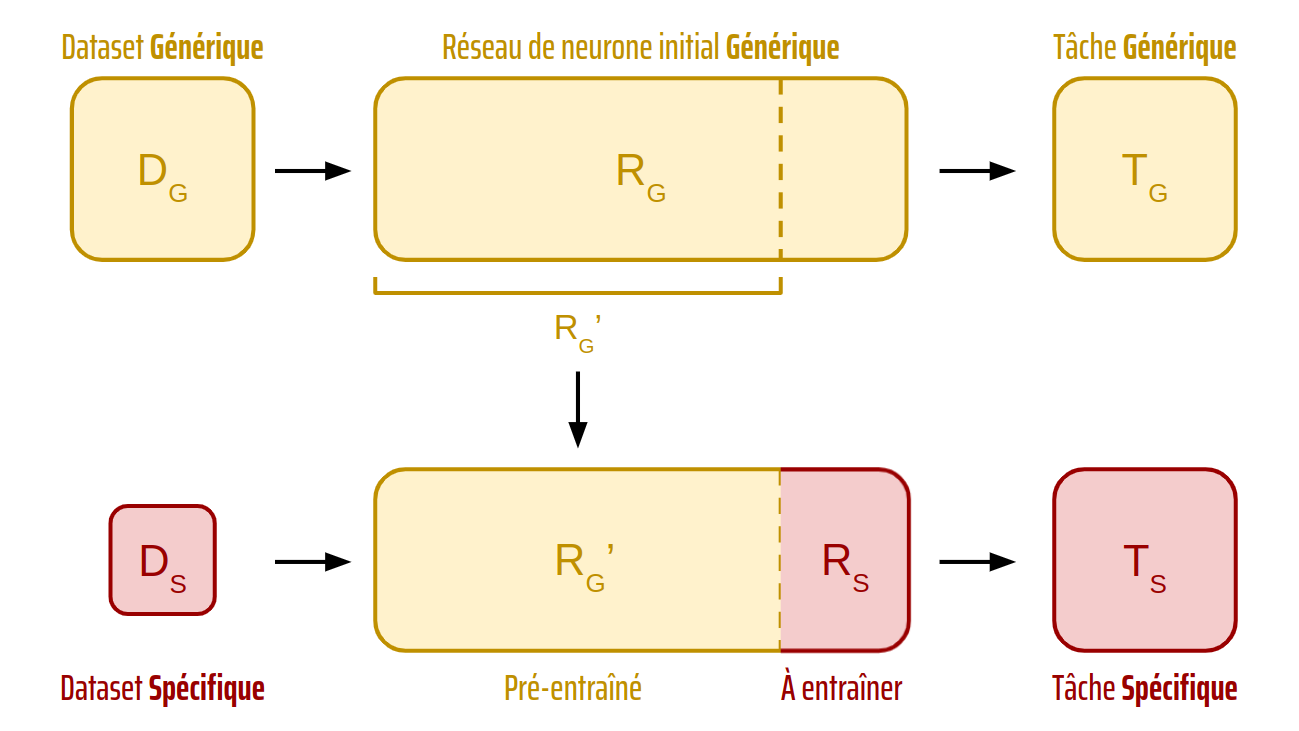 Dataset Générique
Réseau de neurone initial Générique
Tâche Générique
D_G
R_G
T_G
R_G’
D_S
R_G’
R_S
T_S
Dataset Spécifique
Pré-entraîné
À entraîner
Tâche Spécifique